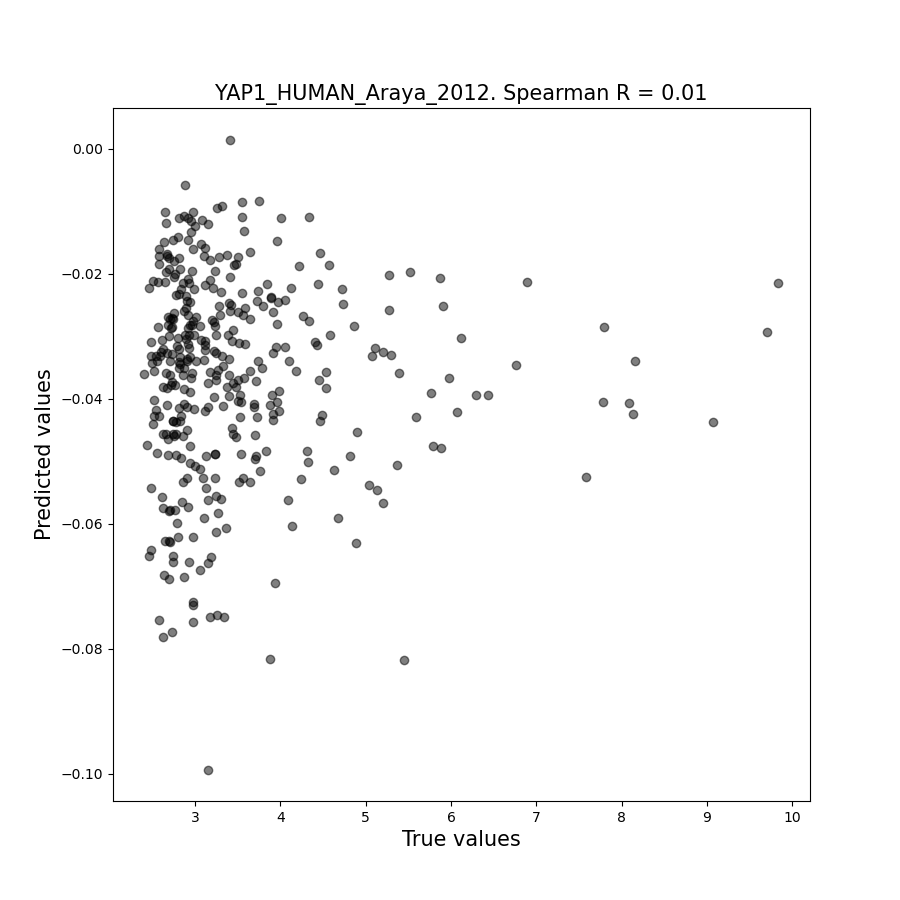 YAP1_HUMAN_Araya_2012. Spearman R = 0.01
0.00
−0.02
−0.04
−0.06
−0.08
−0.10
Predicted values
3 4 5 6 7 8 9 10
True values